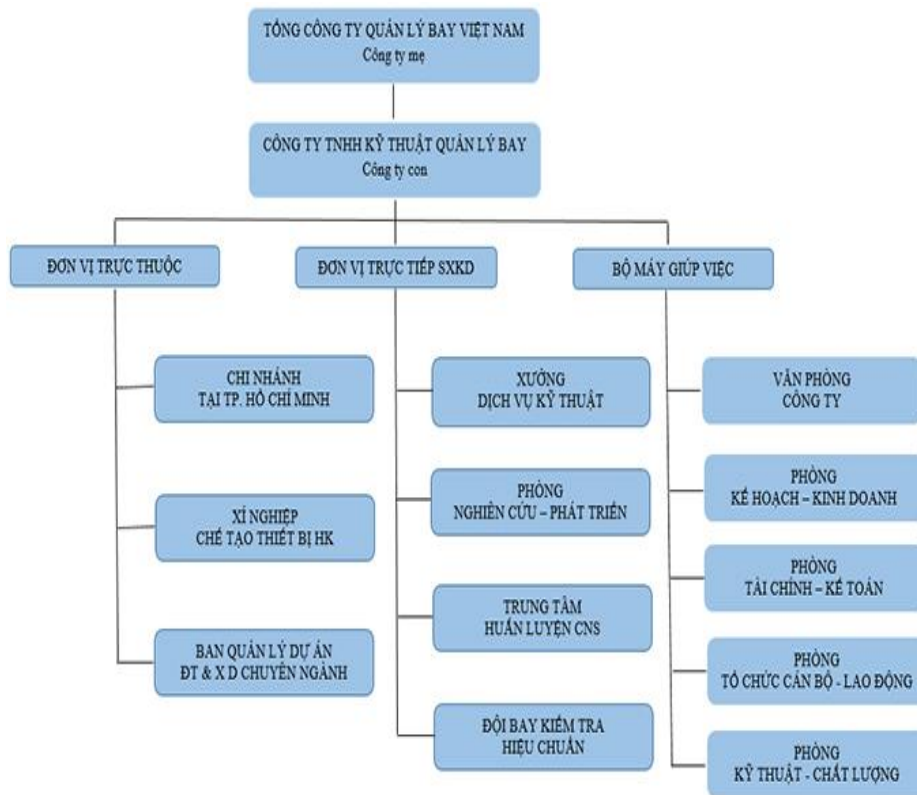 TỔNG CÔNG TY QUẢN LÝ BAY VIỆT NAM
Công ty mẹ
CÔNG TY TNHH KỸ THUẬT QUẢN LÝ BAY
Công ty con
ĐƠN VỊ TRỰC THUỘC
ĐƠN VỊ TRỰC TIẾP SXKD
BỘ MÁY GIÚP VIỆC
CHI NHÁNH
TẠI TP. HỒ CHÍ MINH
XÍ NGHIỆP
CHẾ TẠO THIẾT BỊ HK
BAN QUẢN LÝ DỰ ÁN
ĐT & X D CHUYÊN NGÀNH
XƯỞNG
DỊCH VỤ KỸ THUẬT
PHÒNG
NGHIÊN CỨU – PHÁT TRIỂN
TRUNG TÂM
HUẤN LUYỆN CNS
ĐỘI BAY KIỂM TRA
HIỆU CHUẨN
VĂN PHÒNG
CÔNG TY
PHÒNG
KẾ HOẠCH – KINH DOANH
PHÒNG
TÀI CHÍNH – KẾ TOÁN
PHÒNG
TỔ CHỨC CÁN BỘ - LAO ĐỘNG
PHÒNG
KỸ THUẬT - CHẤT LƯỢNG